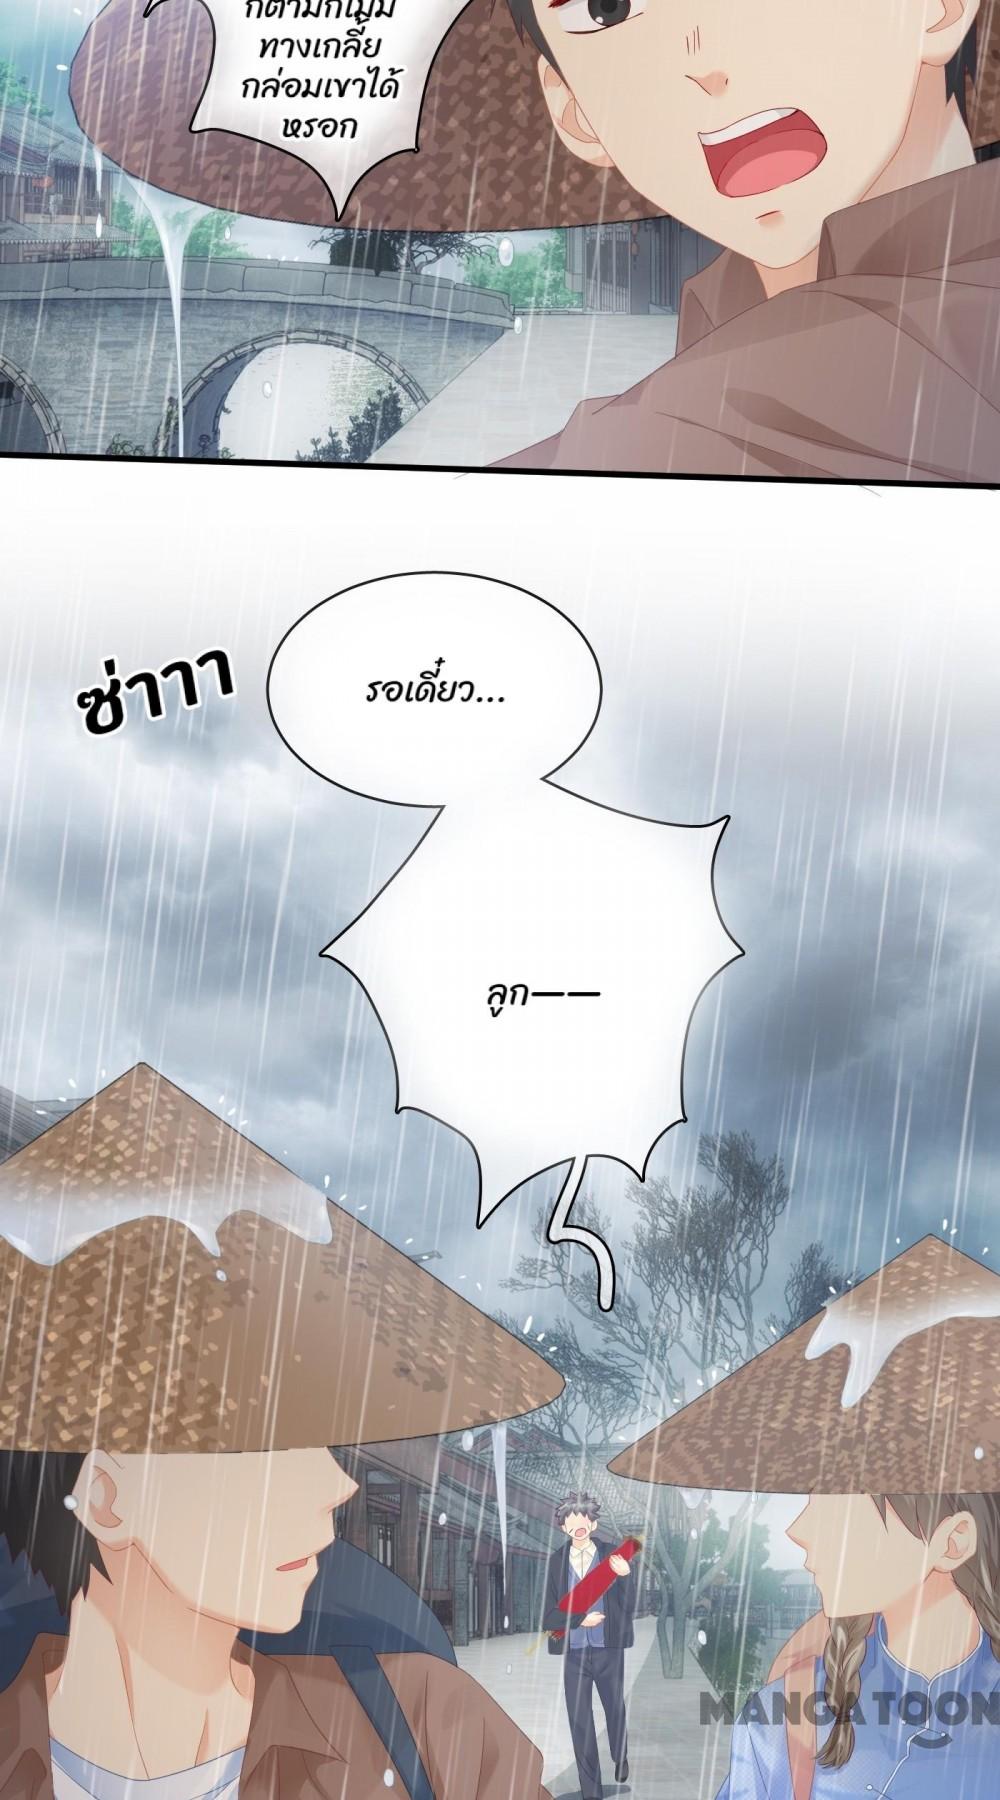 ก็ตามก็ไม่มี
ทางเกลี้ย
กล่อมเขาได้
หรอก
ซ่าาา
รอเดี๋ยว...
ลูก——
MANGATOON